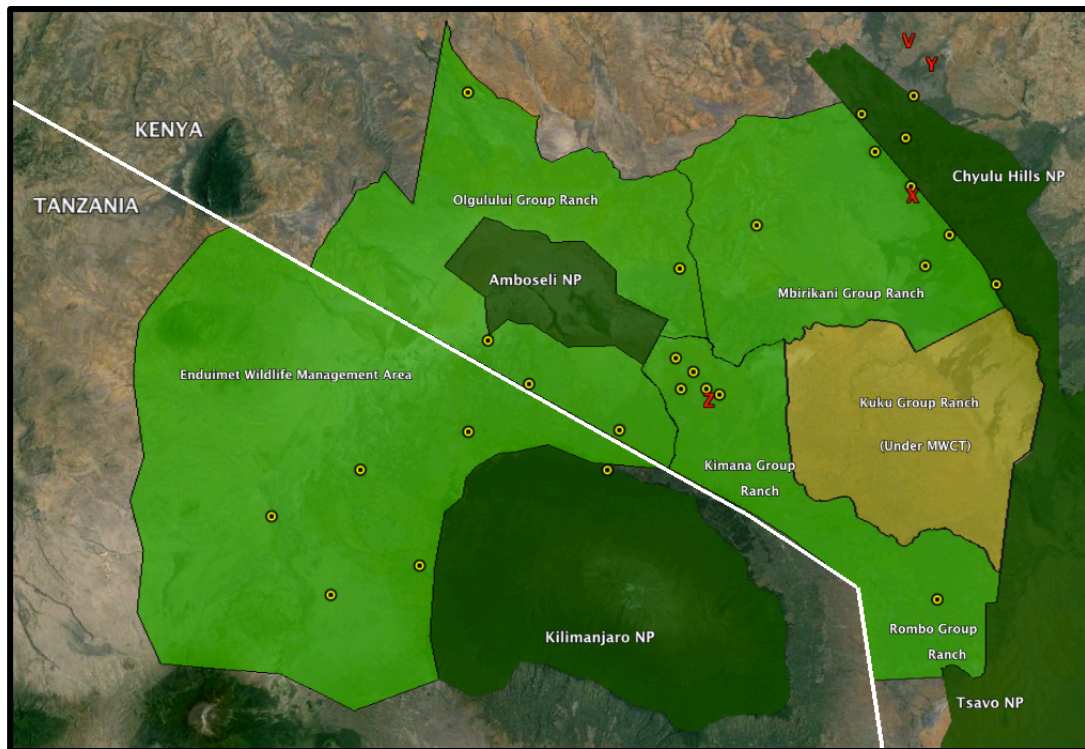 V
Y
KENYA
Chyulu Hills NP
TANZANIA
Olgulului Group Ranch
X
Amboseli NP
Mbirikani Group Ranch
Enduimet Wildlife Management Area
Z
Kuku Group Ranch
(Under MWCT)
Kimana Group
Ranch
Kilimanjaro NP
Rombo Group
Ranch
Tsavo NP